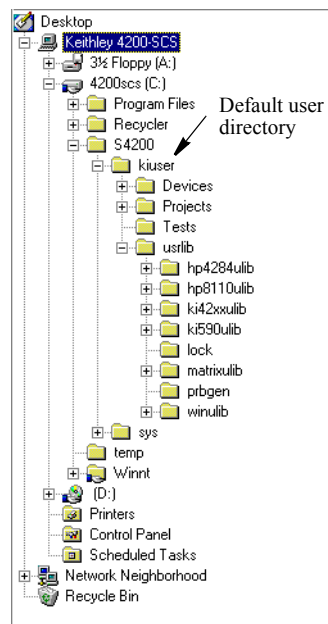 Desktop
Keithley 4200-SCS
3½ Floppy (A:)
4200scs (C:)
Program Files
Recycler
Default user
directory
S4200
kiuser
Devices
Projects
Tests
usrlib
hp4284ulib
hp8110ulib
ki42xxulib
ki590ulib
lock
matrixulib
prbgen
winulib
sys
temp
Winnt
(D:)
Printers
Control Panel
Scheduled Tasks
Network Neighborhood
Recycle Bin